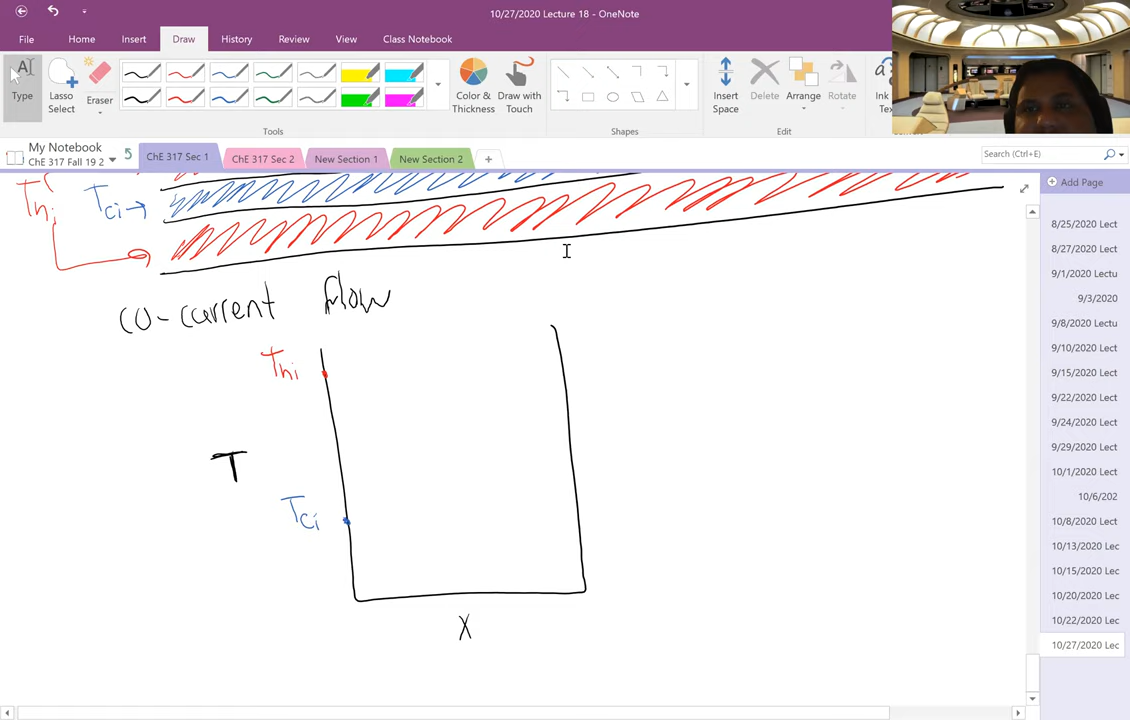 10/27/2020 Lecture 18 - OneNote
File Home Insert Draw History Review View Class Notebook
Type
Lasso Select
Eraser
Color & Thickness
Draw with Touch
Insert Space
Delete
Arrange
Rotate
Ink
Tex
Tools
Shapes
Edit
My Notebook
ChE 317 Fall 19 2
ChE 317 Sec 1
ChE 317 Sec 2
New Section 1
New Section 2
+
Search (Ctrl+E)
Add Page
8/25/2020 Lect
8/27/2020 Lect
9/1/2020 Lectu
9/3/2020
9/8/2020 Lectu
9/10/2020 Lect
9/15/2020 Lect
9/22/2020 Lect
9/24/2020 Lect
9/29/2020 Lect
10/1/2020 Lect
10/6/202
10/8/2020 Lect
10/13/2020 Lec
10/15/2020 Lec
10/20/2020 Lec
10/22/2020 Lec
10/27/2020 Lec
Thi
Tci →
co-current flow
Thi
T
Tci
X